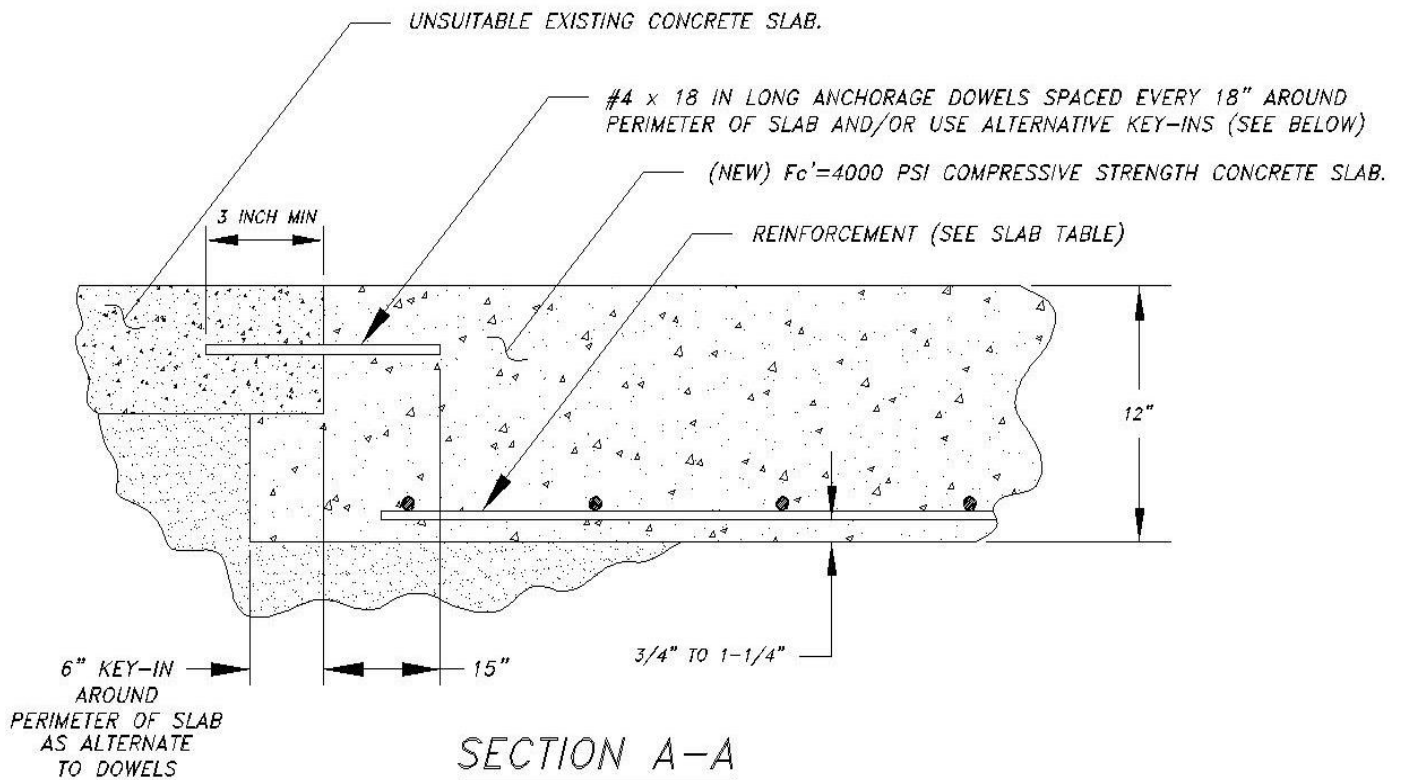 UNSUITABLE EXISTING CONCRETE SLAB.
#4 x 18 IN LONG ANCHORAGE DOWELS SPACED EVERY 18" AROUND
PERIMETER OF SLAB AND/OR USE ALTERNATIVE KEY-INS (SEE BELOW)
(NEW) Fc'=4000 PSI COMPRESSIVE STRENGTH CONCRETE SLAB.
3 INCH MIN
REINFORCEMENT (SEE SLAB TABLE)
12"
3/4" TO 1-1/4"
6" KEY-IN
AROUND
PERIMETER OF SLAB
AS ALTERNATE
TO DOWELS
15"
SECTION A-A